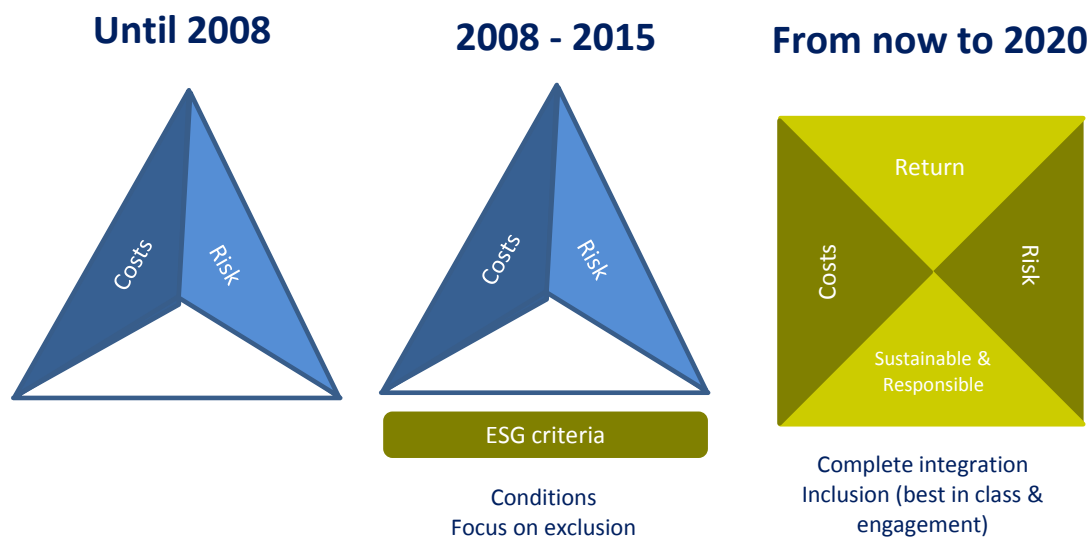 Until 2008
2008 - 2015
From now to 2020
Costs
Risk
Costs
Risk
Return
Costs
Risk
Sustainable &
Responsible
ESG criteria
Conditions
Focus on exclusion
Complete integration
Inclusion (best in class &
engagement)